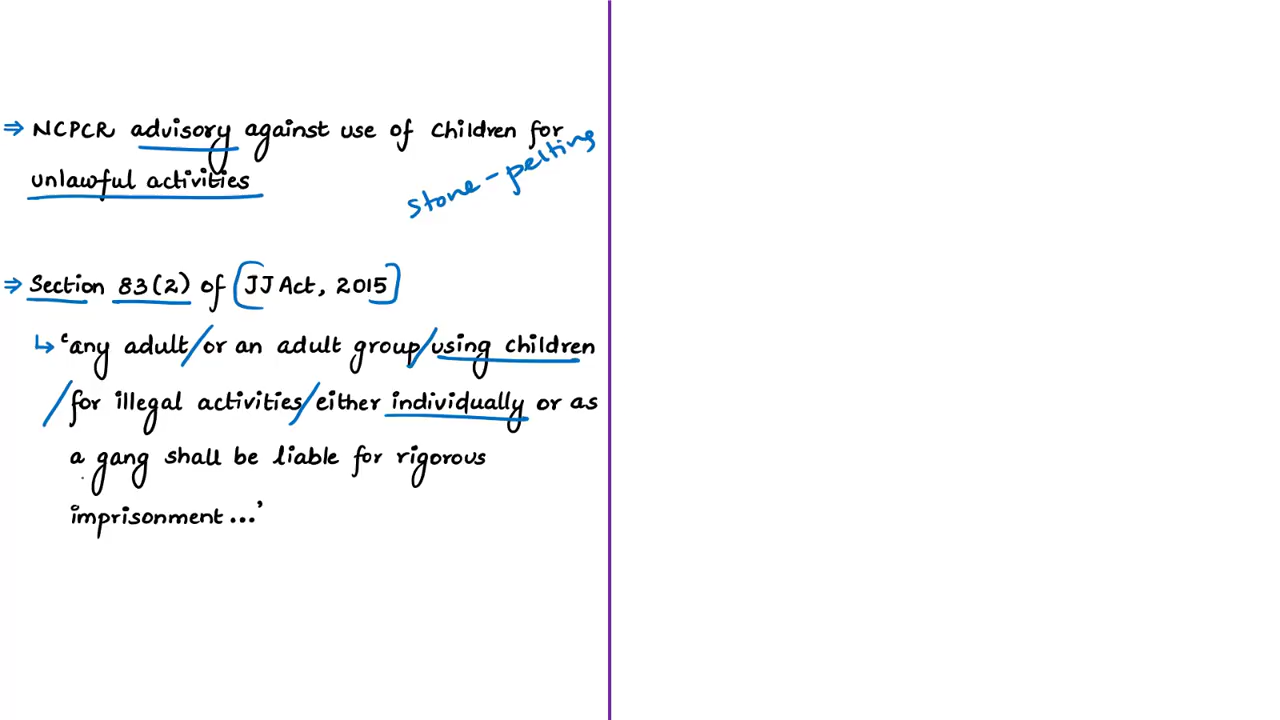 ⇒ NCPCR advisory against use of children for
unlawful activities
stone-pelting
⇒ Section 83(2) of [JJ Act, 2015]
↳ 'any adult/or an adult group/using children
/for illegal activities/either individually or as
a gang shall be liable for rigorous
imprisonment...'